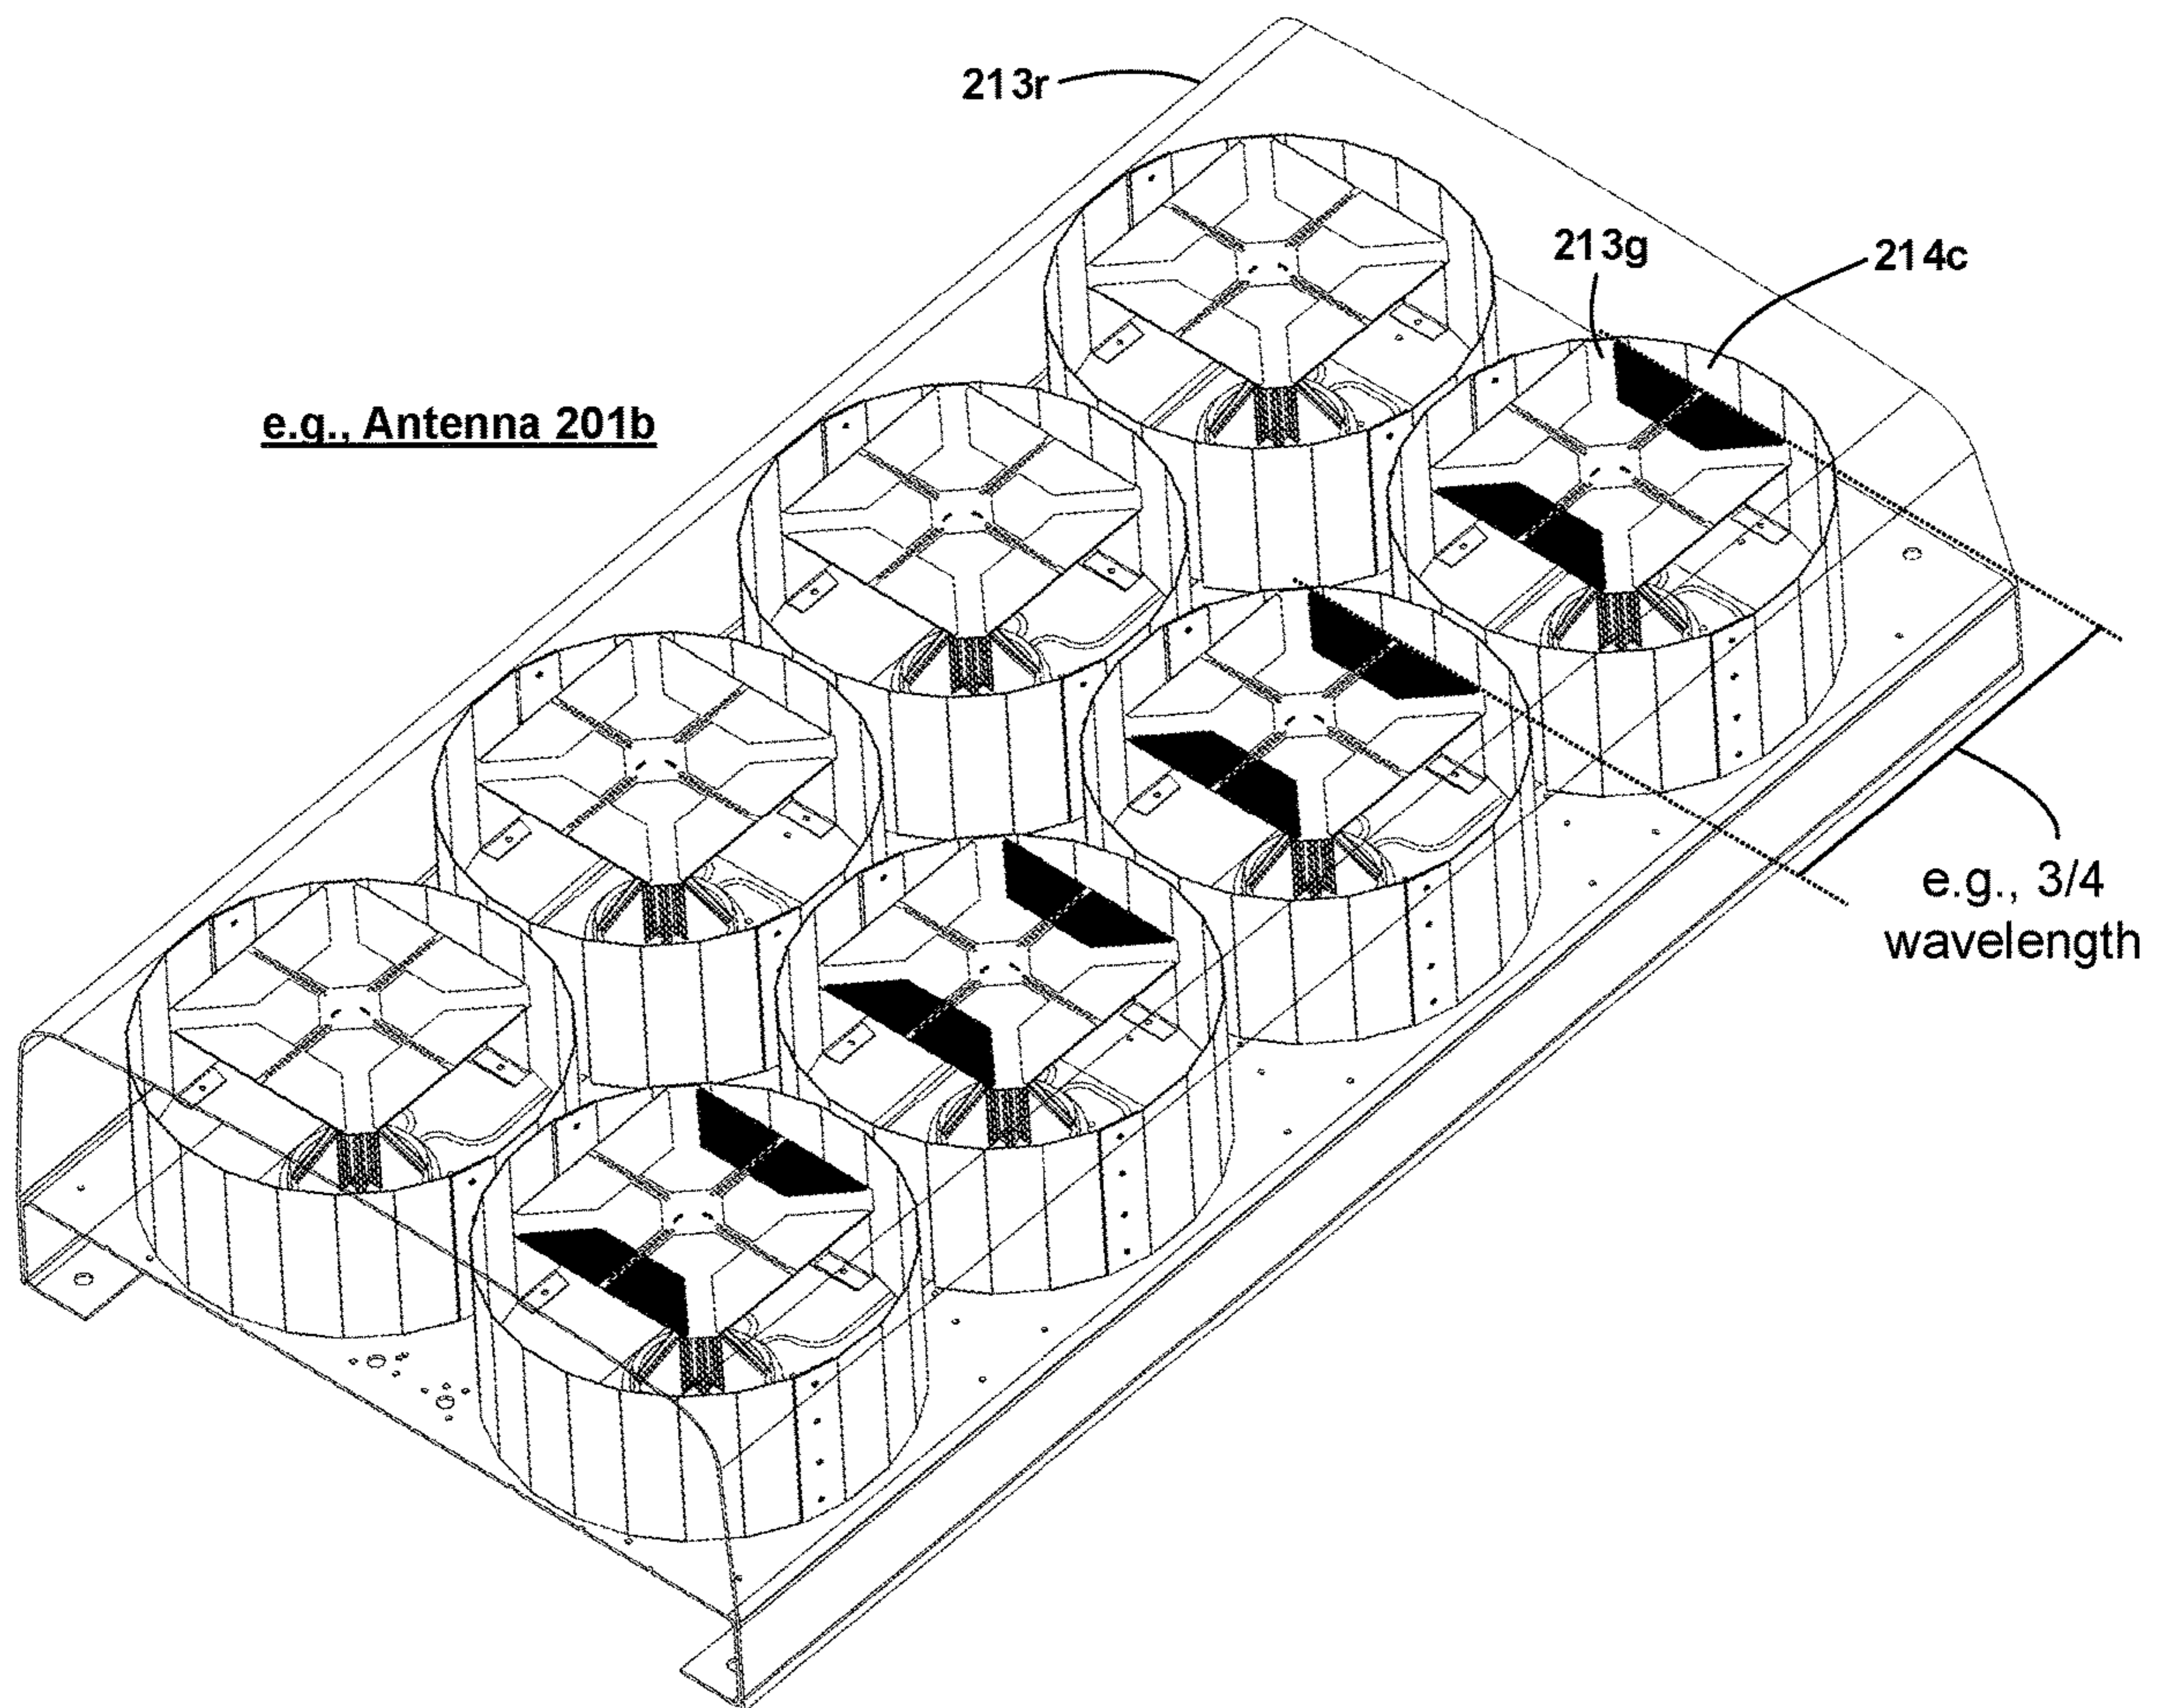 213r
213g
214c
e.g., Antenna 201b
e.g., 3/4
wavelength